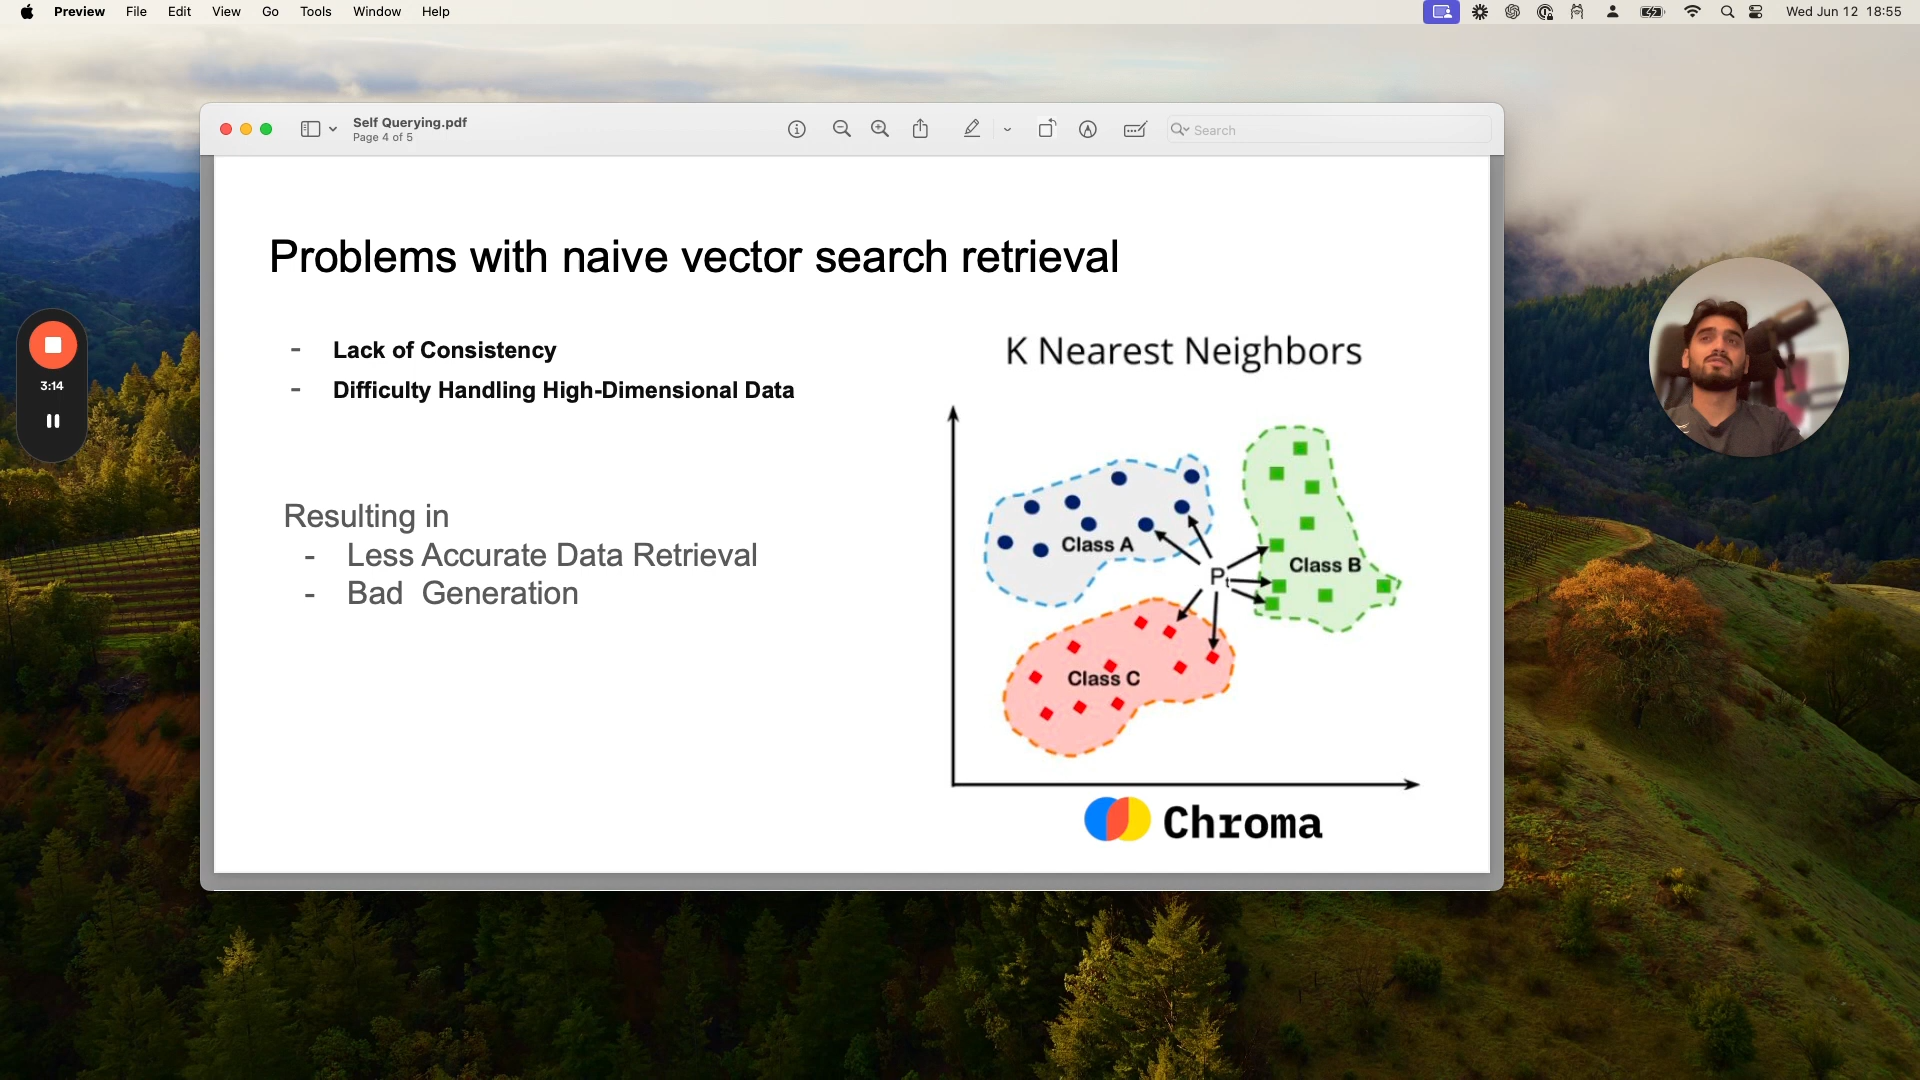 Preview File Edit View Go Tools Window Help
Wed Jun 12 18:55
Self Querying.pdf
Page 4 of 5
Search
Problems with naive vector search retrieval
- Lack of Consistency
- Difficulty Handling High-Dimensional Data
Resulting in
- Less Accurate Data Retrieval
- Bad Generation
K Nearest Neighbors
Class A
Class B
Pt
Class C
Chroma
3:14